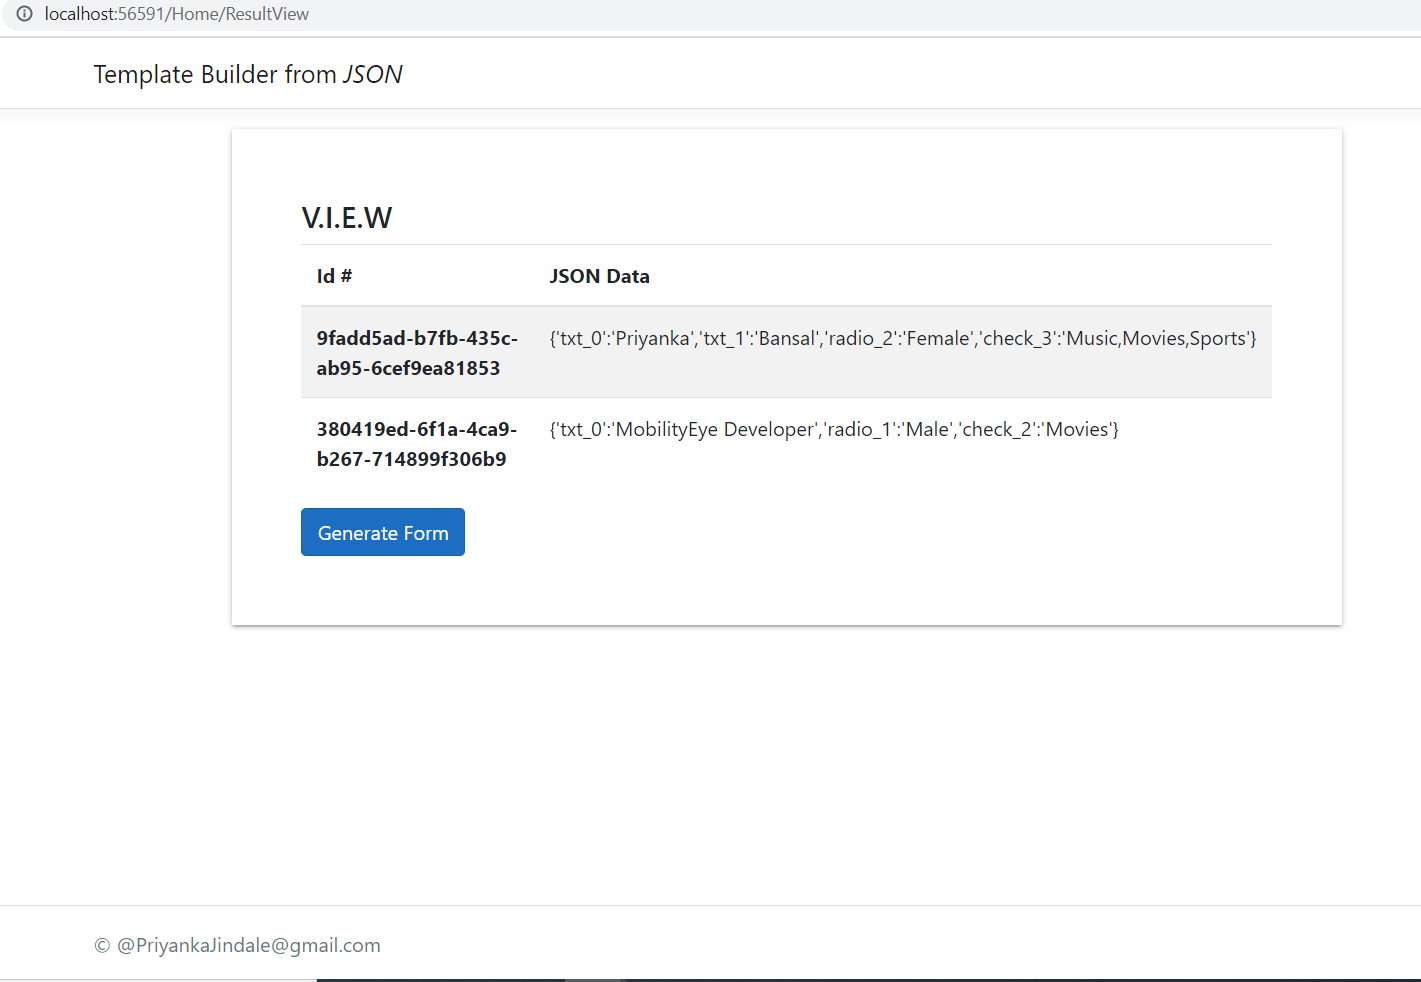 localhost:56591/Home/ResultView
Template Builder from JSON
V.I.E.W
Id # JSON Data
9fadd5ad-b7fb-435c- {'txt_0':'Priyanka','txt_1':'Bansal','radio_2':'Female','check_3':'Music,Movies,Sports'}
ab95-6cef9ea81853
380419ed-6f1a-4ca9- {'txt_0':'MobilityEye Developer','radio_1':'Male','check_2':'Movies'}
b267-714899f306b9
Generate Form
© @PriyankaJindale@gmail.com